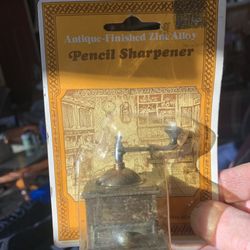 Antique-Finished Zinc Alloy
Pencil Sharpener